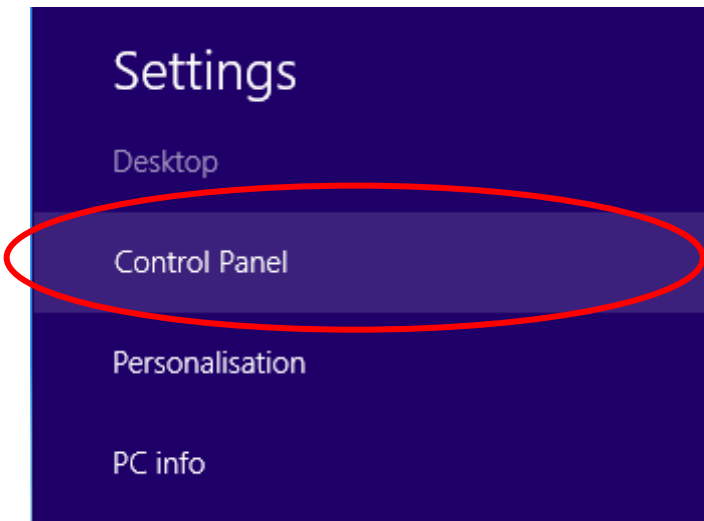 Settings
Desktop
Control Panel
Personalisation
PC info